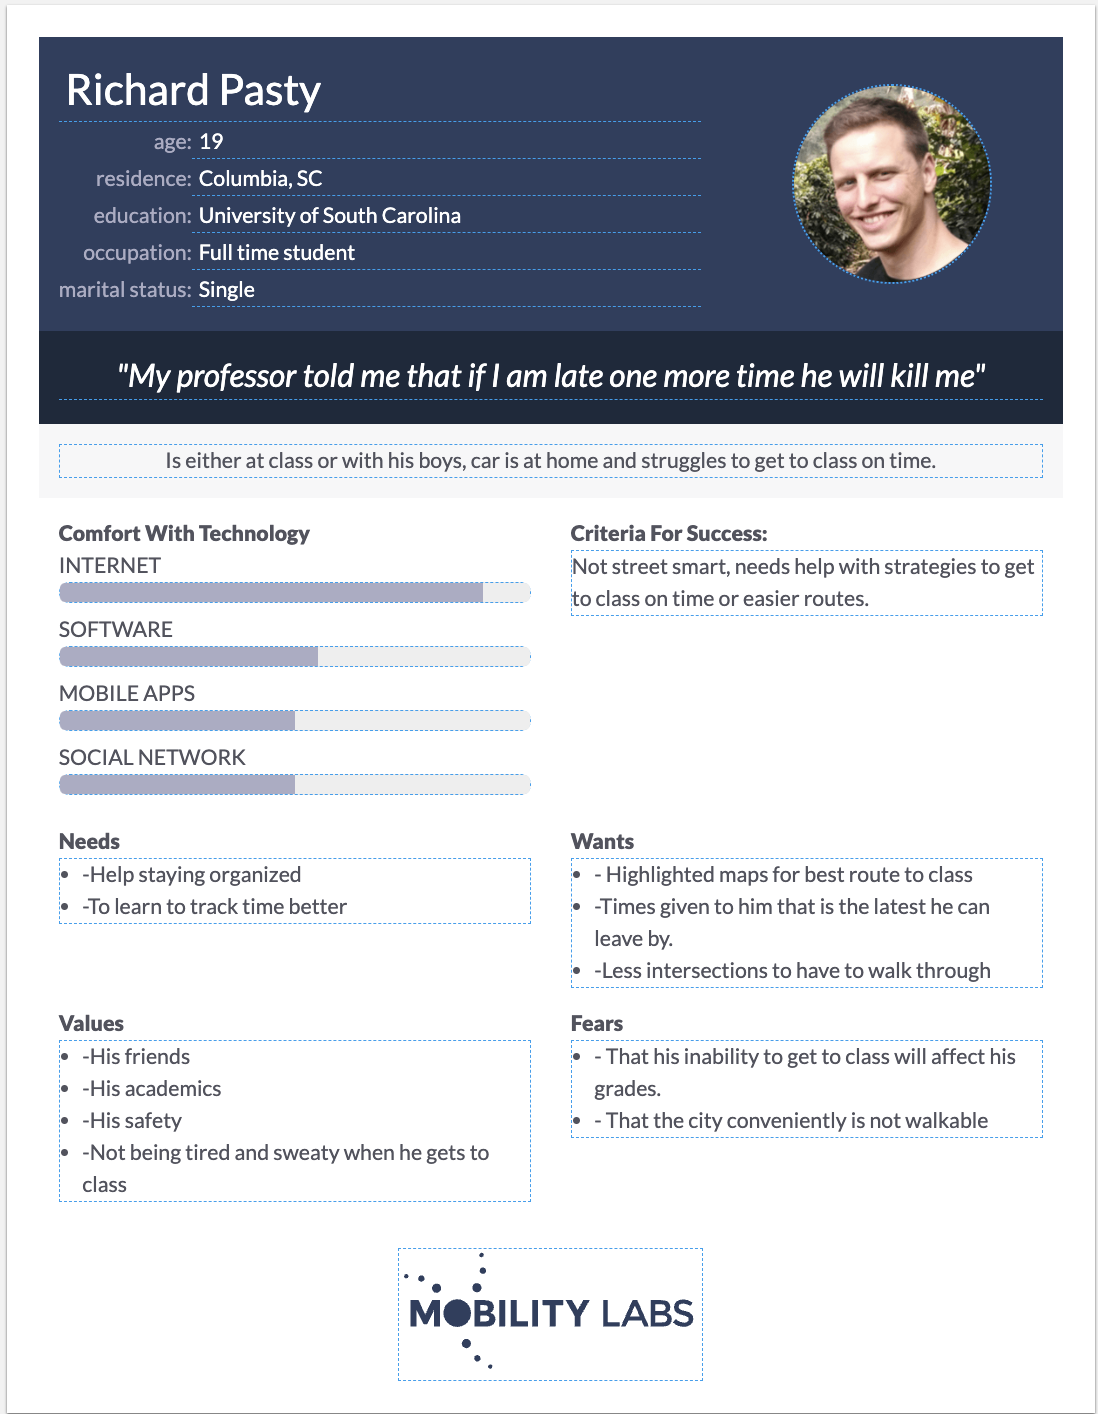 Richard Pasty
age: 19
residence: Columbia, SC
education: University of South Carolina
occupation: Full time student
marital status: Single
"My professor told me that if I am late one more time he will kill me"
Is either at class or with his boys, car is at home and struggles to get to class on time.
Comfort With Technology
INTERNET
SOFTWARE
MOBILE APPS
SOCIAL NETWORK
Criteria For Success:
Not street smart, needs help with strategies to get
to class on time or easier routes.
Needs
• -Help staying organized
• -To learn to track time better
Wants
• - Highlighted maps for best route to class
• -Times given to him that is the latest he can
leave by.
• -Less intersections to have to walk through
Values
• -His friends
• -His academics
• -His safety
• -Not being tired and sweaty when he gets to
class
Fears
• - That his inability to get to class will affect his
grades.
• - That the city conveniently is not walkable
MOBILITY LABS